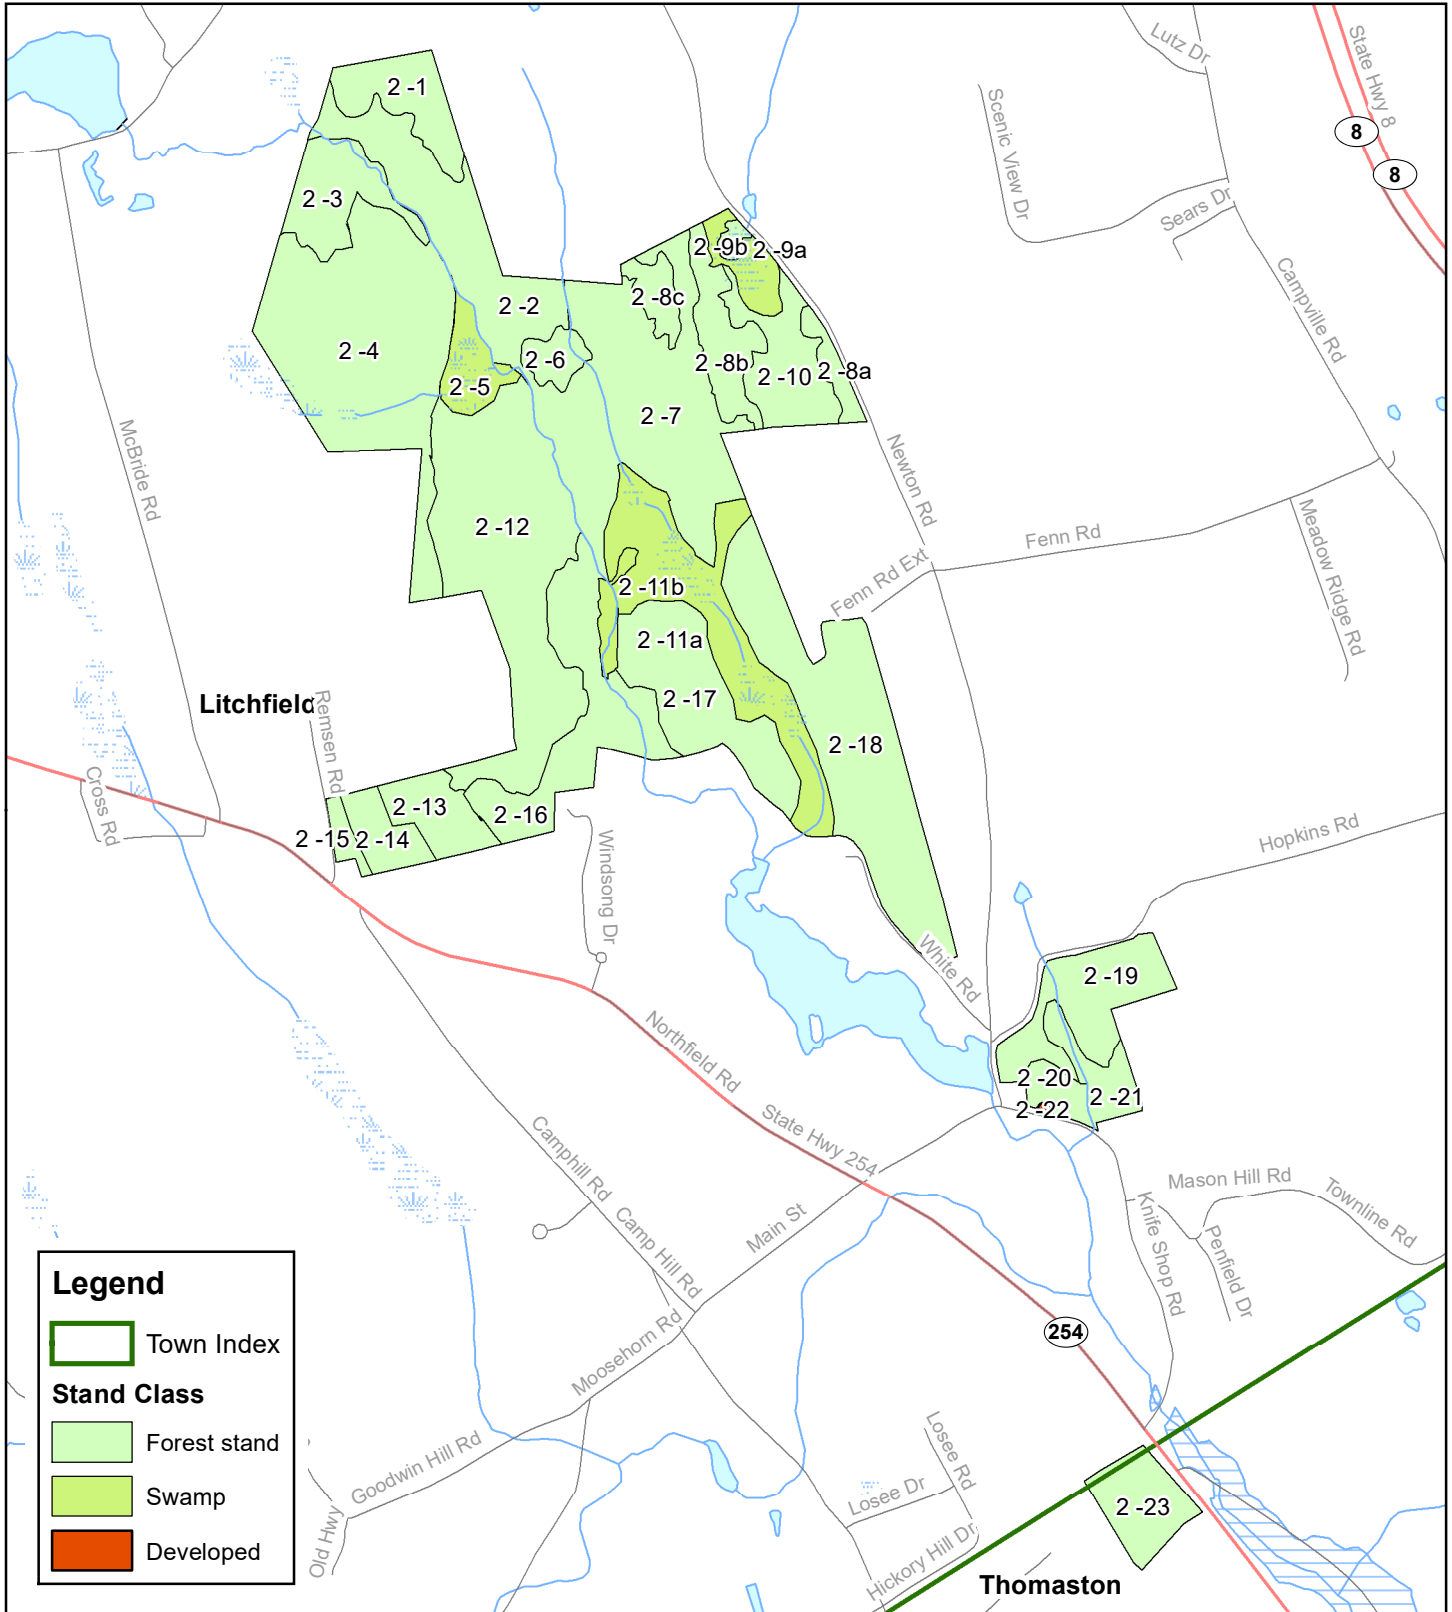 Lutz Dr
State Hwy 8
8
8
2 -1
Scenic View Dr
Sears Dr
2 -3
2 -9b
2 -9a
Campville Rd
2 -8c
2 -2
2 -4
2 -6
2 -8b
2 -10
2 -8a
2 -5
2 -7
McBride Rd
Newton Rd
2 -12
Fenn Rd
Meadow Ridge Rd
Fenn Rd Ext
2 -11b
2 -11a
2 -17
Litchfield
Remsen Rd
2 -18
Cross Rd
2 -13
2 -16
2 -15
2 -14
Windsong Dr
Hopkins Rd
White Rd
2 -19
Northfield Rd
2 -20
2 -21
2 -22
State Hwy 254
Camphill Rd
Mason Hill Rd
Townline Rd
Main St
Knife Shop Rd
Penfield Dr
Camp Hill Rd
254
Moosehorn Rd
Legend
Town Index
Stand Class
Forest stand
Swamp
Developed
Goodwin Hill Rd
Old Hwy
Losee Rd
Losee Dr
Hickory Hill Dr
2 -23
Thomaston